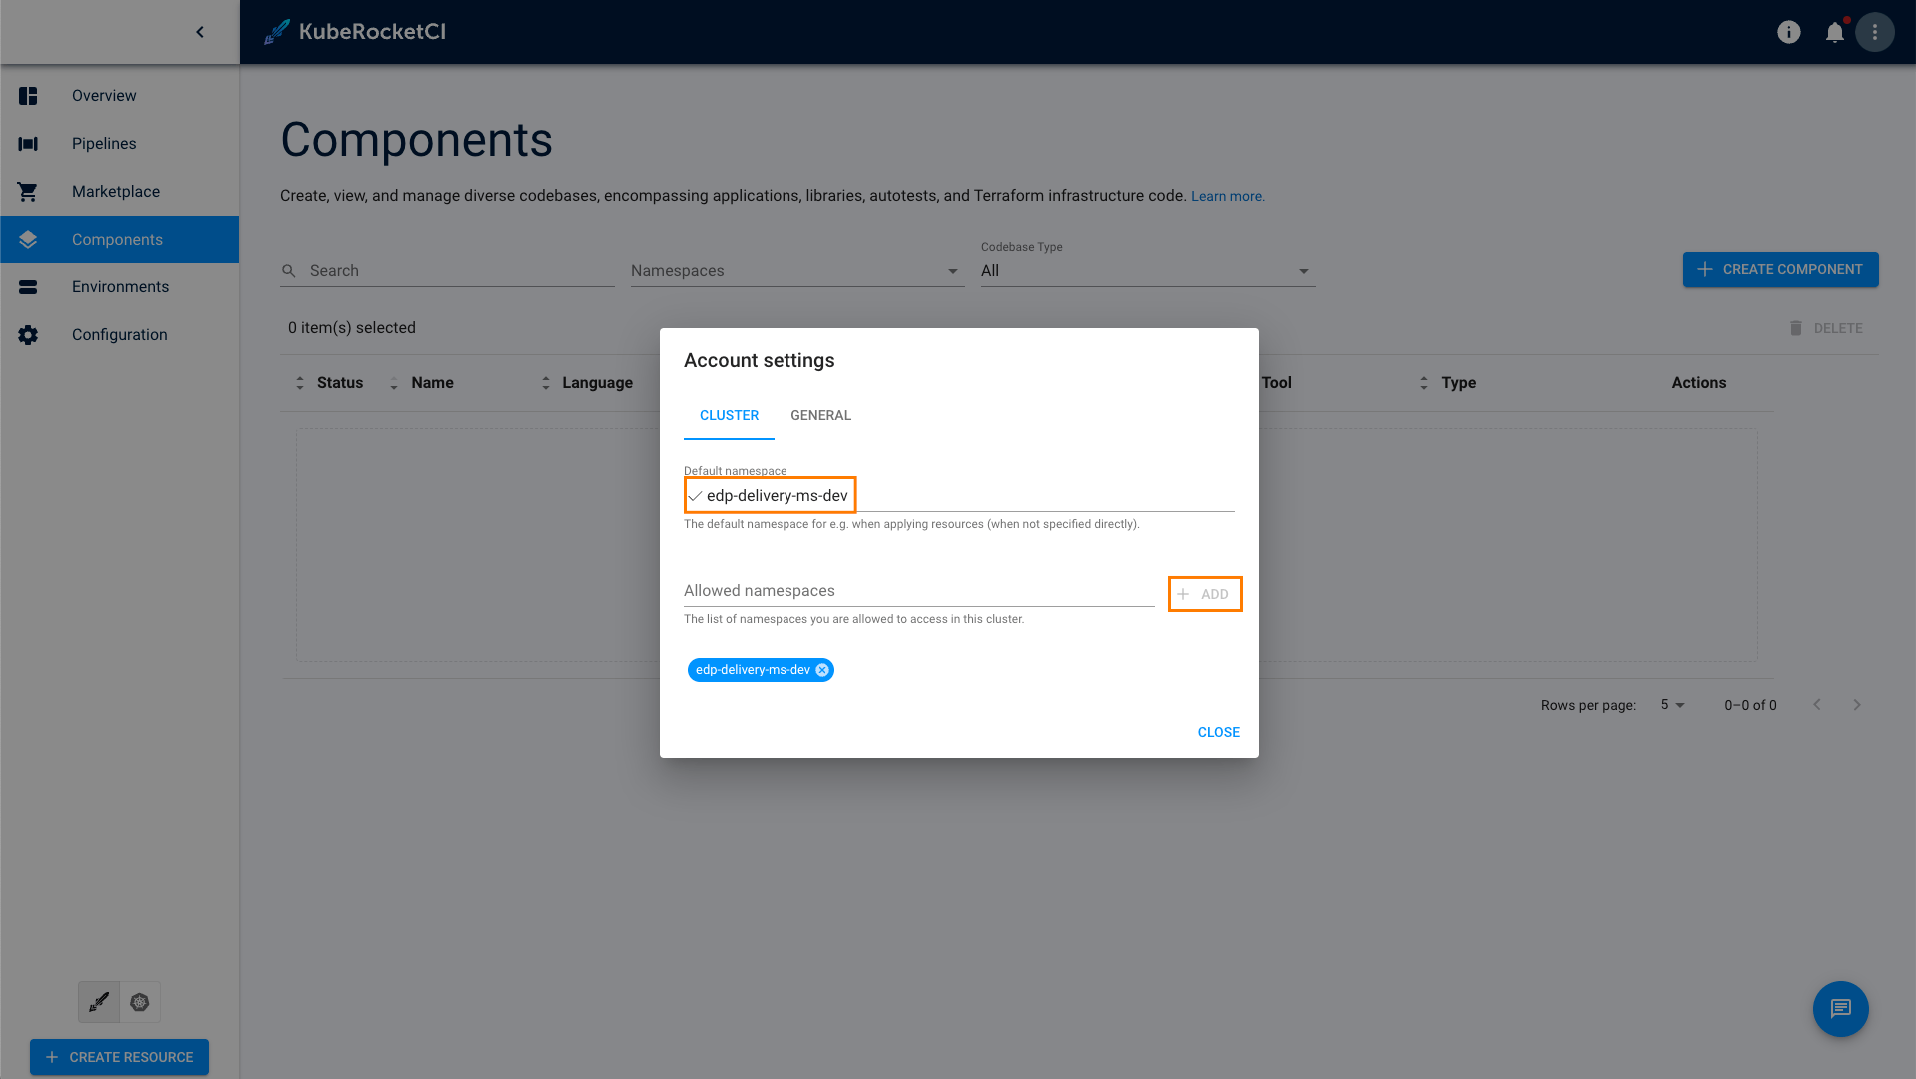 KubeRocketCI
Overview
Pipelines
Marketplace
Components
Environments
Configuration
CREATE RESOURCE
Components
Create, view, and manage diverse codebases, encompassing applications, libraries, autotests, and Terraform infrastructure code. Learn more.
Search
Namespaces
Codebase Type
All
CREATE COMPONENT
0 item(s) selected
DELETE
Status Name Language Tool Type Actions
Account settings
CLUSTER GENERAL
Default namespace
edp-delivery-ms-dev
The default namespace for e.g. when applying resources (when not specified directly).
Allowed namespaces
ADD
The list of namespaces you are allowed to access in this cluster.
edp-delivery-ms-dev
CLOSE
Rows per page: 5 0–0 of 0